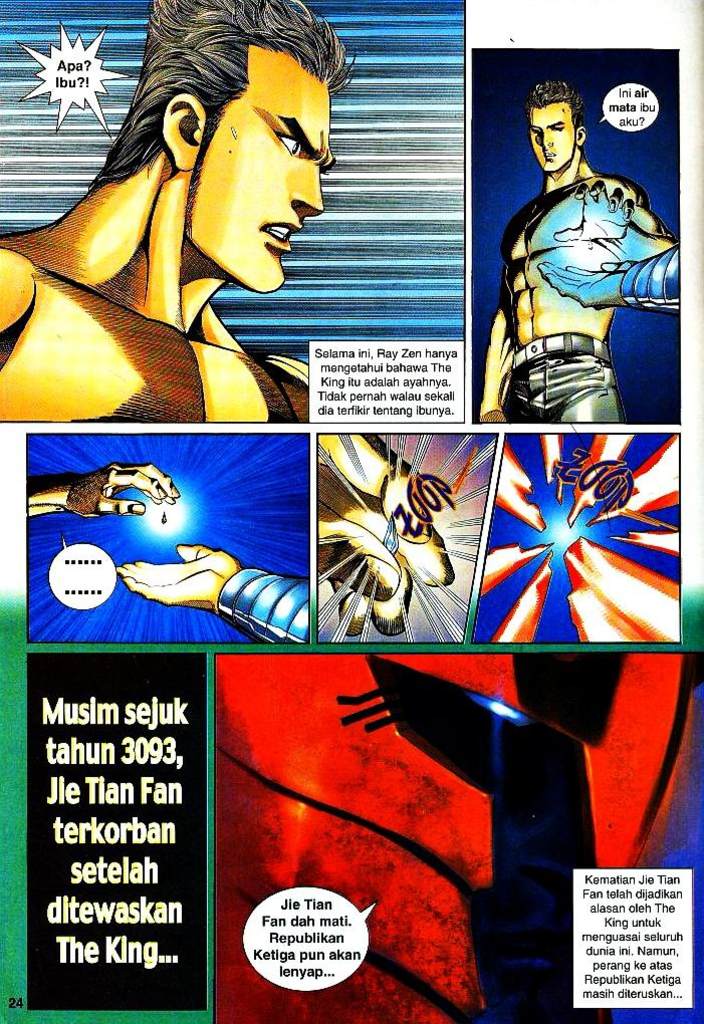 Apa?
Ibu?!
Selama ini, Ray Zen hanya
mengetahui bahawa The
King itu adalah ayahnya.
Tidak pernah walau sekali
dia terfikir tentang ibunya.
Ini air
mata ibu
aku?
......
......
ZOOP
ZOOP
Musim sejuk
tahun 3093,
Jie Tian Fan
terkorban
setelah
ditewaskan
The King...
Jie Tian
Fan dah mati.
Republikan
Ketiga pun akan
lenyap...
Kematian Jie Tian
Fan telah dijadikan
alasan oleh The
King untuk
menguasai seluruh
dunia ini. Namun,
perang ke atas
Republikan Ketiga
masih diteruskan...
24